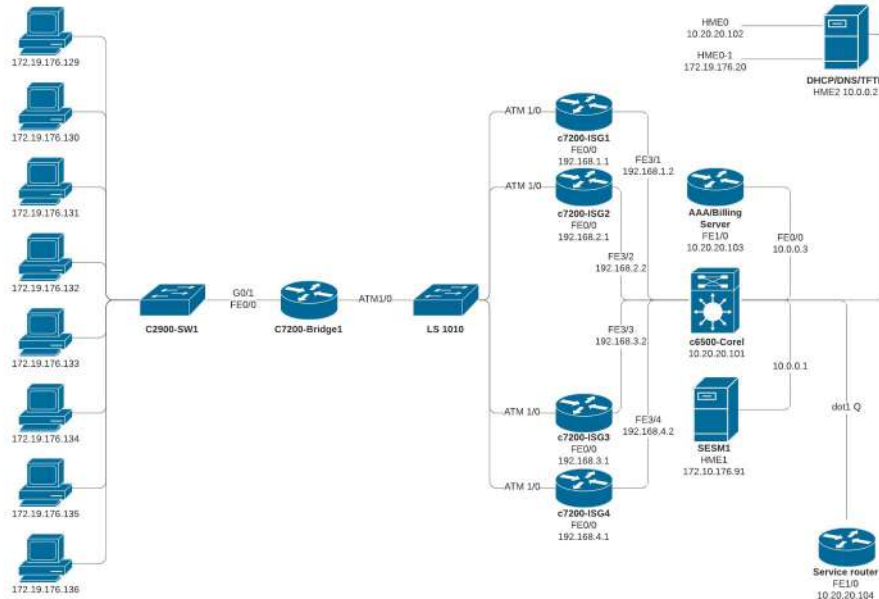 172.19.176.129
172.19.176.130
172.19.176.131
172.19.176.132
172.19.176.133
172.19.176.134
172.19.176.135
172.19.176.136
C2900-SW1
G0/1
FE0/0
C7200-Bridge1
ATM1/0
LS 1010
ATM 1/0
c7200-ISG1
FE0/0
192.168.1.1
ATM 1/0
c7200-ISG2
FE0/0
192.168.2.1
ATM 1/0
c7200-ISG3
FE0/0
192.168.3.1
ATM 1/0
c7200-ISG4
FE0/0
192.168.4.1
FE3/1
192.168.1.2
FE3/2
192.168.2.2
FE3/3
192.168.3.2
FE3/4
192.168.4.2
HME0
10.20.20.102
HME0-1
172.19.176.20
DHCP/DNS/TFT
HME2 10.0.0.2
AAA/Billing
Server
FE1/0
10.20.20.103
FE0/0
10.0.0.3
c6500-Corel
10.20.20.101
10.0.0.1
SESM1
HME1
172.10.176.91
dot1 Q
Service router
FE1/0
10.20.20.104